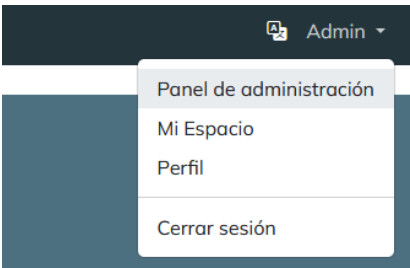 Admin
Panel de administración
Mi Espacio
Perfil
Cerrar sesión